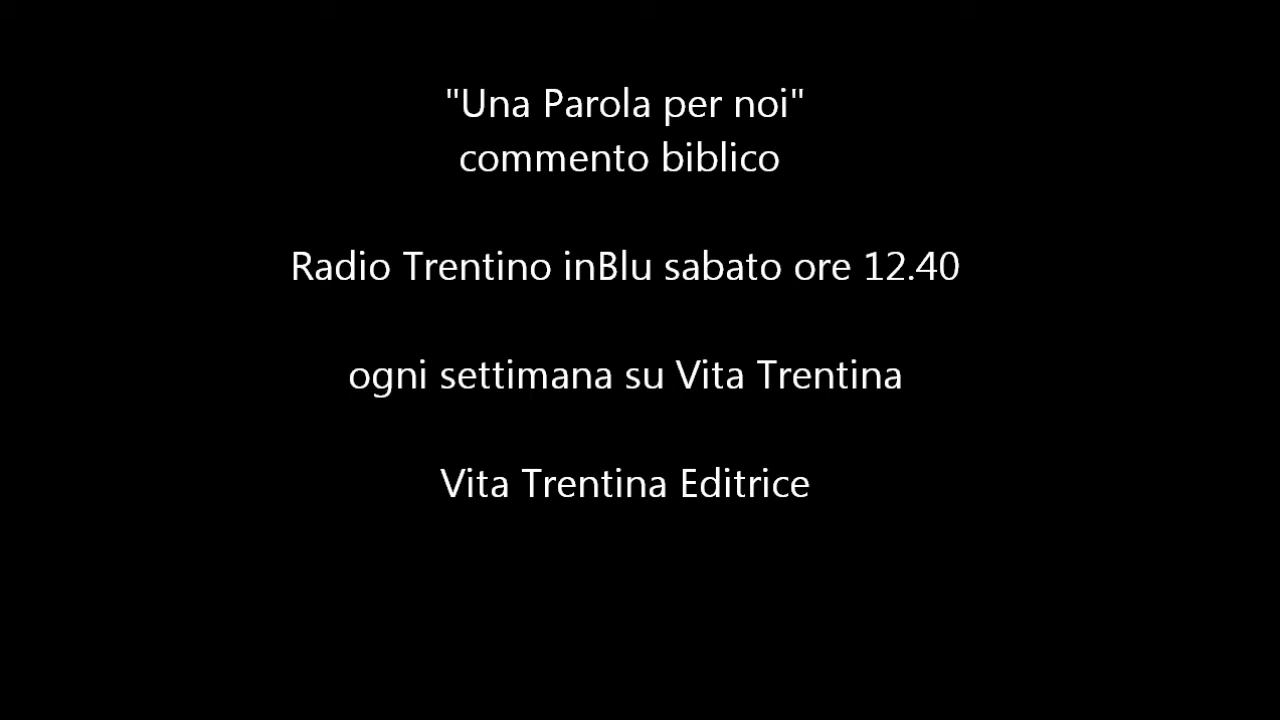 "Una Parola per noi"
commento biblico
Radio Trentino inBlu sabato ore 12.40
ogni settimana su Vita Trentina
Vita Trentina Editrice